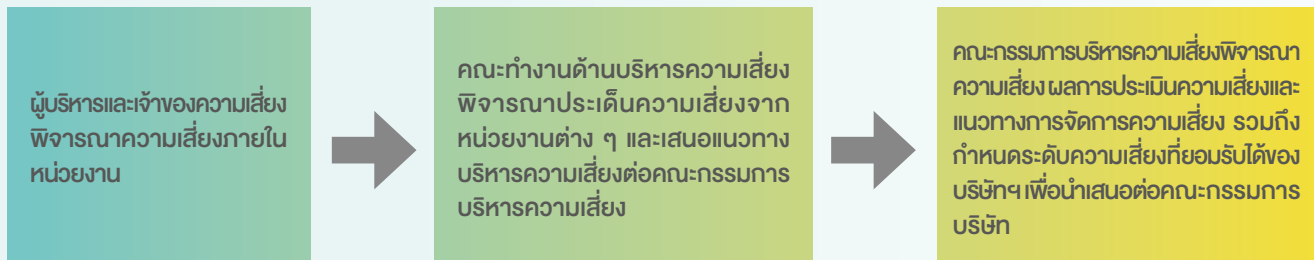 ผู้บริหารและเจ้าของความเสี่ยง
พิจารณาความเสี่ยงภายใน
หน่วยงาน
คณะทำงานด้านบริหารความเสี่ยง
พิจารณาประเด็นความเสี่ยงจาก
หน่วยงานต่าง ๆ และเสนอแนวทาง
บริหารความเสี่ยงต่อคณะกรรมการ
บริหารความเสี่ยง
คณะกรรมการบริหารความเสี่ยงพิจารณา
ความเสี่ยง ผลการประเมินความเสี่ยงและ
แนวทางการจัดการความเสี่ยง รวมถึง
กำหนดระดับความเสี่ยงที่ยอมรับได้ของ
บริษัทฯ เพื่อนำเสนอต่อคณะกรรมการ
บริษัท